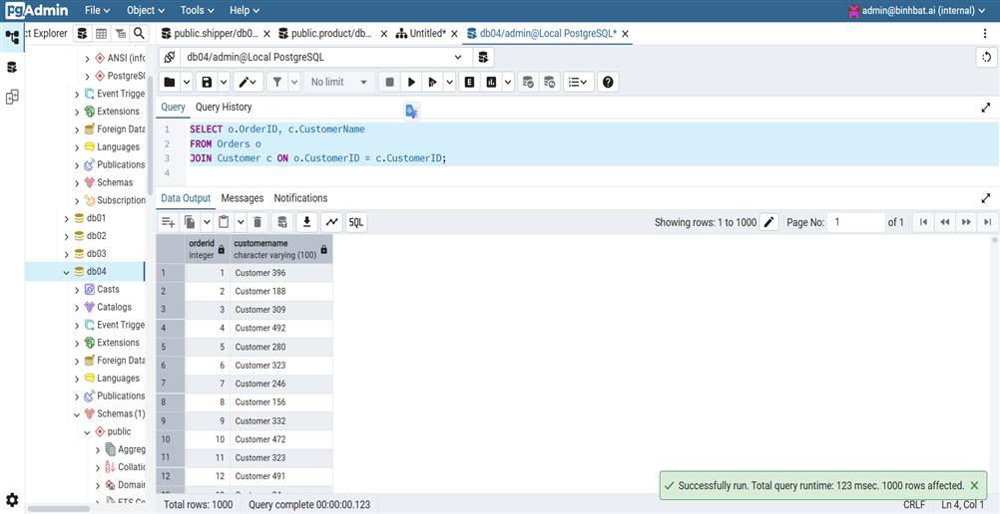 pgAdmin File Object Tools Help admin@binhbat.ai (internal)
ct Explorer public.shipper/db0... public.product/db... Untitled* db04/admin@Local PostgreSQL*
db04/admin@Local PostgreSQL
No limit
Query Query History
1 SELECT o.OrderID, c.CustomerName
2 FROM Orders o
3 JOIN Customer c ON o.CustomerID = c.CustomerID;
4
ANSI (info
PostgreSQ
Event Trigge
Extensions
Foreign Data
Languages
Publications
Schemas
Subscription
db01
db02
db03
db04
Casts
Catalogs
Event Trigge
Extensions
Foreign Data
Languages
Publications
Schemas (1)
public
Aggreg
Collatic
Domain
FTS Co
Data Output Messages Notifications
SQL Showing rows: 1 to 1000 Page No: 1 of 1
orderid customername
integer character varying (100)
1 1 Customer 396
2 2 Customer 188
3 3 Customer 309
4 4 Customer 492
5 5 Customer 280
6 6 Customer 323
7 7 Customer 246
8 8 Customer 156
9 9 Customer 332
10 10 Customer 472
11 11 Customer 323
12 12 Customer 491
Successfully run. Total query runtime: 123 msec. 1000 rows affected.
Total rows: 1000 Query complete 00:00:00.123 CRLF Ln 4, Col 1